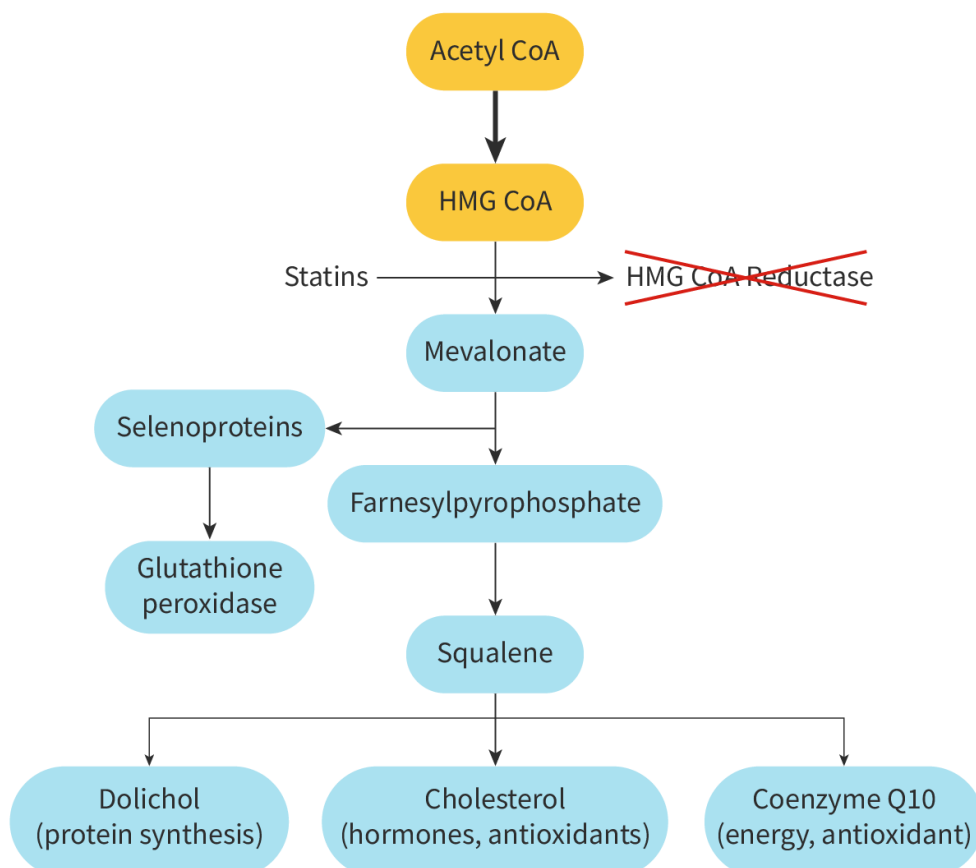 Acetyl CoA
HMG CoA
Statins
HMG CoA Reductase
Mevalonate
Selenoproteins
Farnesylpyrophosphate
Glutathione
peroxidase
Squalene
Dolichol
(protein synthesis)
Cholesterol
(hormones, antioxidants)
Coenzyme Q10
(energy, antioxidant)